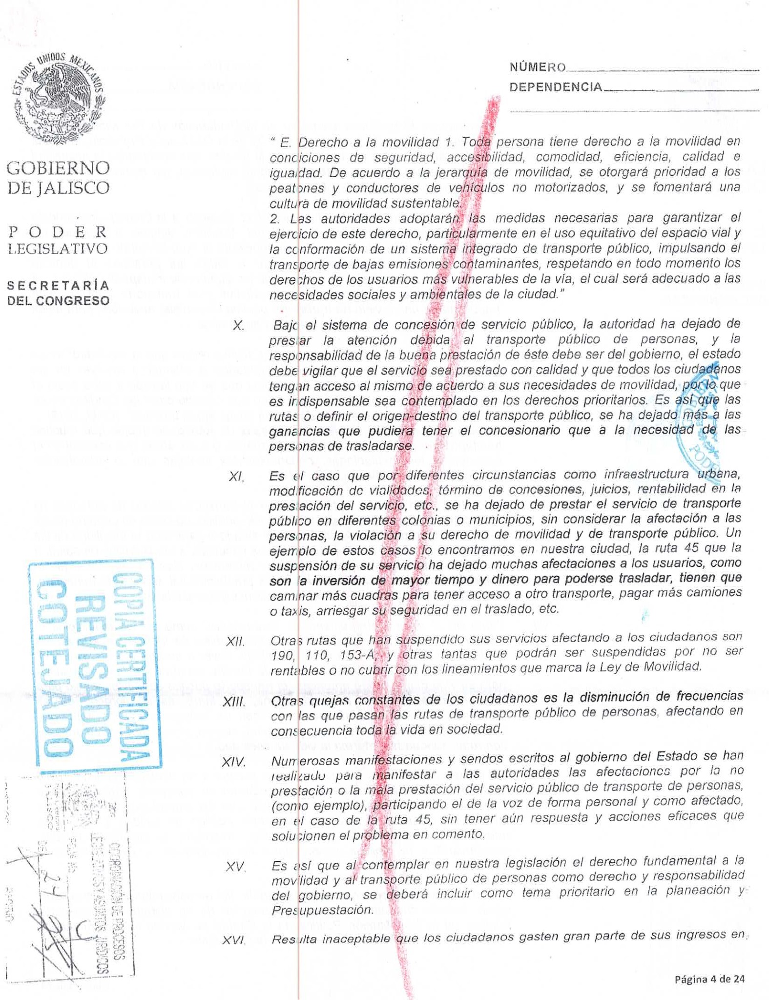 ESTADOS UNIDOS MEXICANOS
GOBIERNO
DE JALISCO
PODER
LEGISLATIVO
SECRETARÍA
DEL CONGRESO
NÚMERO
DEPENDENCIA
" E. Derecho a la movilidad 1. Toda persona tiene derecho a la movilidad en
condiciones de seguridad, accesibilidad, comodidad, eficiencia, calidad e
igualdad. De acuerdo a la jerarquía de movilidad, se otorgará prioridad a los
peatones y conductores de vehículos no motorizados, y se fomentará una
cultura de movilidad sustentable.
2. Las autoridades adoptarán las medidas necesarias para garantizar el
ejercicio de este derecho, particularmente en el uso equitativo del espacio vial y
la conformación de un sistema integrado de transporte público, impulsando el
transporte de bajas emisiones contaminantes, respetando en todo momento los
derechos de los usuarios más vulnerables de la vía, el cual será adecuado a las
necesidades sociales y ambientales de la ciudad."
X. Bajo el sistema de concesión de servicio público, la autoridad ha dejado de
prestar la atención debida al transporte público de personas, y la
responsabilidad de la buena prestación de éste debe ser del gobierno, el estado
debe vigilar que el servicio sea prestado con calidad y que todos los ciudadanos
tengan acceso al mismo de acuerdo a sus necesidades de movilidad, por lo que
es indispensable sea contemplado en los derechos prioritarios. Es así que las
rutas o definir el origen-destino del transporte público, se ha dejado más a las
ganancias que pudiera tener el concesionario que a la necesidad de las
personas de trasladarse.
XI. Es el caso que por diferentes circunstancias como infraestructura urbana,
modificación de vialidades, término de concesiones, juicios, rentabilidad en la
prestación del servicio, etc., se ha dejado de prestar el servicio de transporte
público en diferentes colonias o municipios, sin considerar la afectación a las
personas, la violación a su derecho de movilidad y de transporte público. Un
ejemplo de estos casos lo encontramos en nuestra ciudad, la ruta 45 que la
suspensión de su servicio ha dejado muchas afectaciones a los usuarios, como
son la inversión de mayor tiempo y dinero para poderse trasladar, tienen que
caminar más cuadras para tener acceso a otro transporte, pagar más camiones
o taxis, arriesgar su seguridad en el traslado, etc.
XII. Otras rutas que han suspendido sus servicios afectando a los ciudadanos son
190, 110, 153-A, y otras tantas que podrán ser suspendidas por no ser
rentables o no cubrir con los lineamientos que marca la Ley de Movilidad.
XIII. Otras quejas constantes de los ciudadanos es la disminución de frecuencias
con las que pasan las rutas de transporte público de personas, afectando en
consecuencia toda la vida en sociedad.
XIV. Numerosas manifestaciones y sendos escritos al gobierno del Estado se han
realizado para manifestar a las autoridades las afectaciones por la no
prestación o la mala prestación del servicio público de transporte de personas,
(como ejemplo), participando el de la voz de forma personal y como afectado,
en el caso de la ruta 45, sin tener aún respuesta y acciones eficaces que
solucionen el problema en comento.
XV. Es así que al contemplar en nuestra legislación el derecho fundamental a la
movilidad y al transporte público de personas como derecho y responsabilidad
del gobierno, se deberá incluir como tema prioritario en la planeación y
Presupuestación.
XVI. Resulta inaceptable que los ciudadanos gasten gran parte de sus ingresos en
COPIA CERTIFICADA
REVISADO
COTEJADO
COORDINACIÓN DE PROCESOS
LEGISLATIVOS Y ASUNTOS JURÍDICOS
24
Página 4 de 24